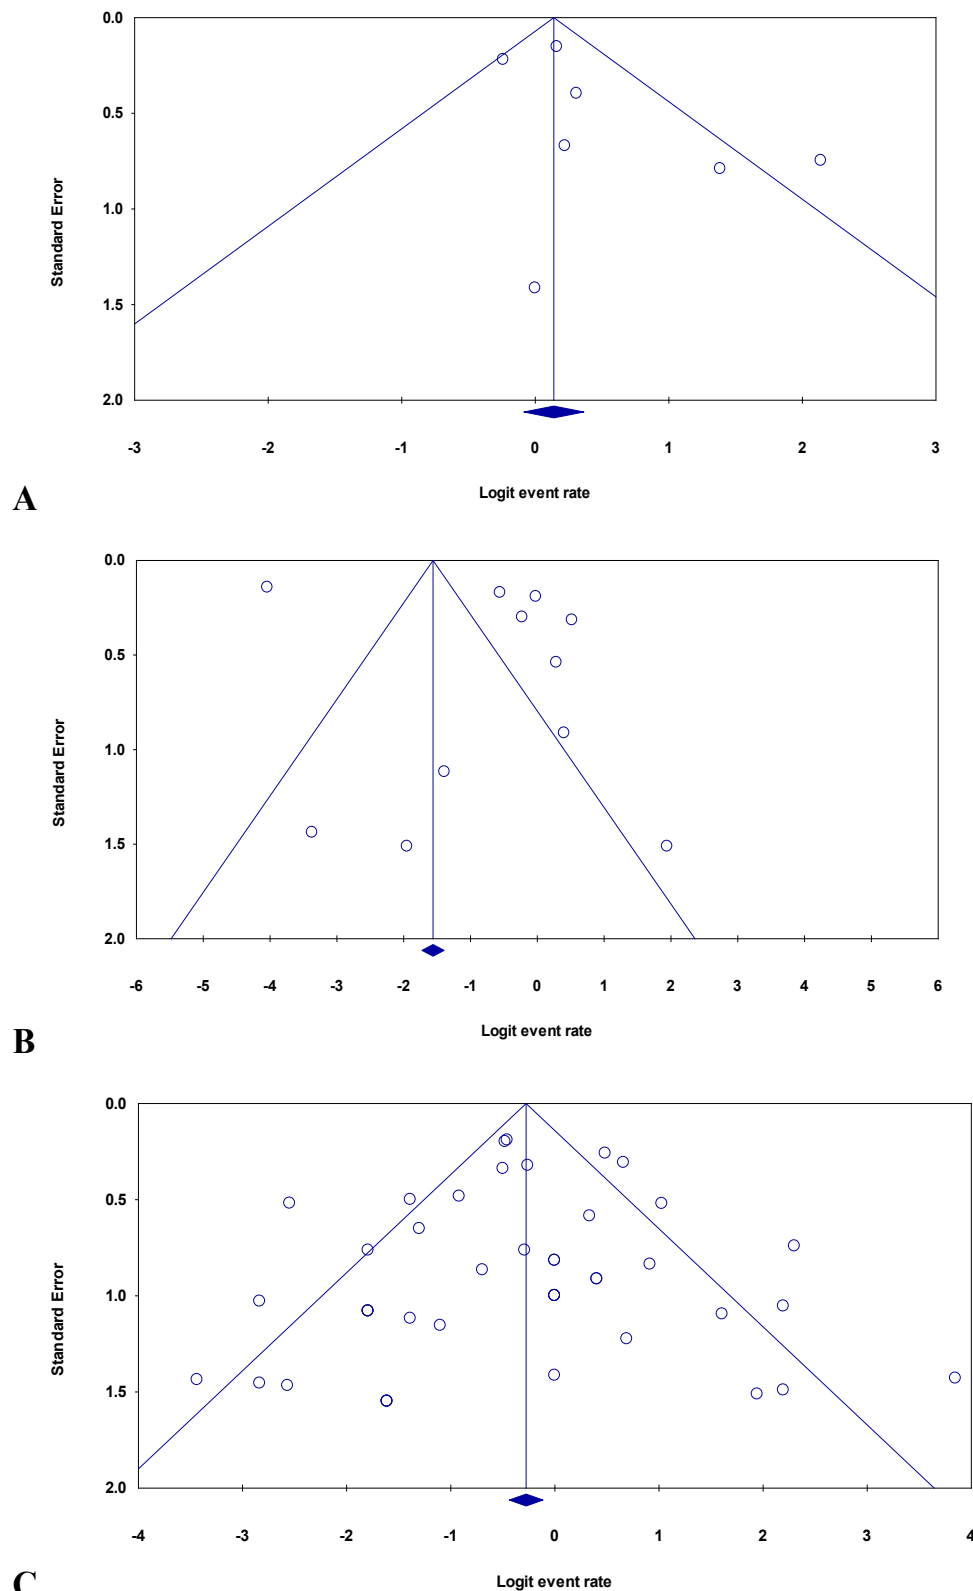 0.0
0.5
Standard Error
1.0
1.5
2.0
-3 -2 -1 0 1 2 3
A
Logit event rate
0.0
0.5
Standard Error
1.0
1.5
2.0
-6 -5 -4 -3 -2 -1 0 1 2 3 4 5 6
Logit event rate
B
0.0
0.5
Standard Error
1.0
1.5
2.0
-4 -3 -2 -1 0 1 2 3 4
Logit event rate
C